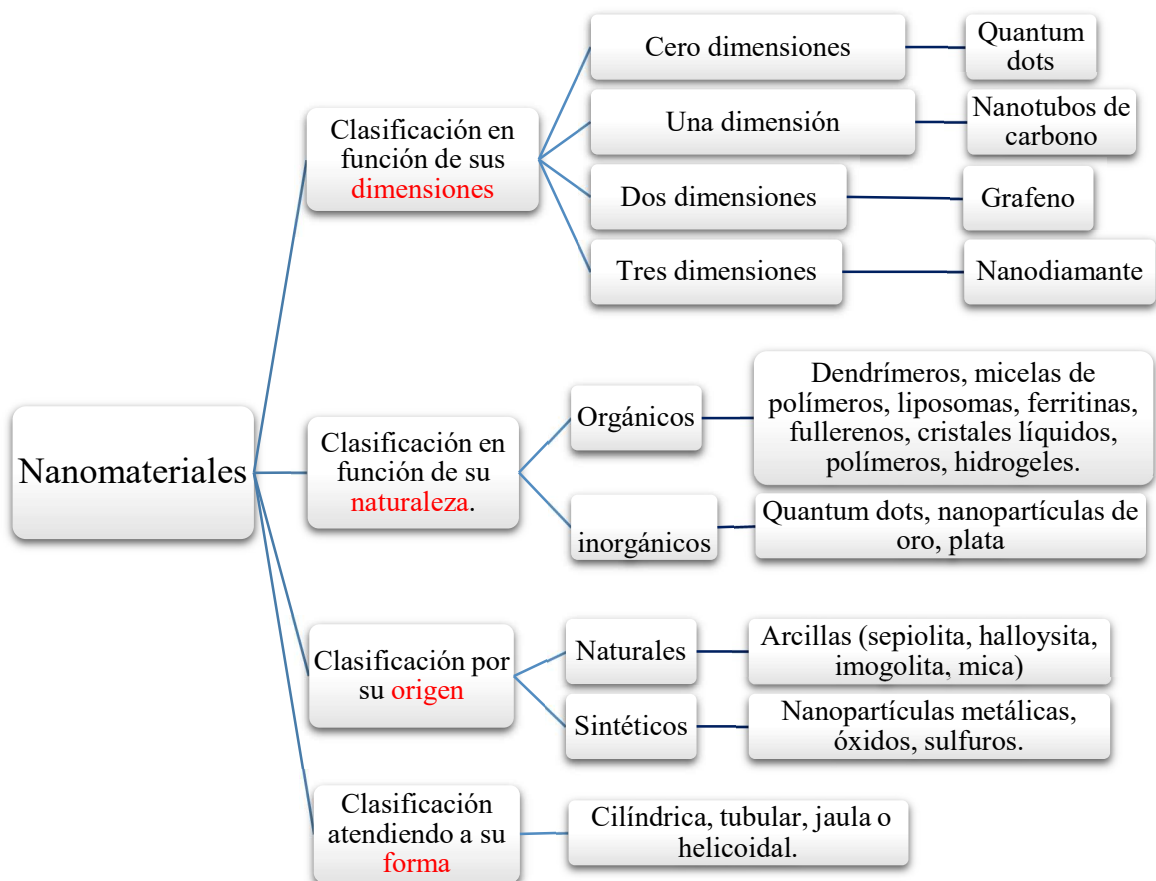 Nanomateriales
Clasificación en
función de sus
dimensiones
Cero dimensiones
Quantum
dots
Una dimensión
Nanotubos de
carbono
Dos dimensiones
Grafeno
Tres dimensiones
Nanodiamante
Clasificación en
función de su
naturaleza.
Orgánicos
Dendrímeros, micelas de
polímeros, liposomas, ferritinas,
fullerenos, cristales líquidos,
polímeros, hidrogeles.
inorgánicos
Quantum dots, nanopartículas de
oro, plata
Clasificación por
su origen
Naturales
Arcillas (sepiolita, halloysita,
imogolita, mica)
Sintéticos
Nanopartículas metálicas,
óxidos, sulfuros.
Clasificación
atendiendo a su
forma
Cilíndrica, tubular, jaula o
helicoidal.